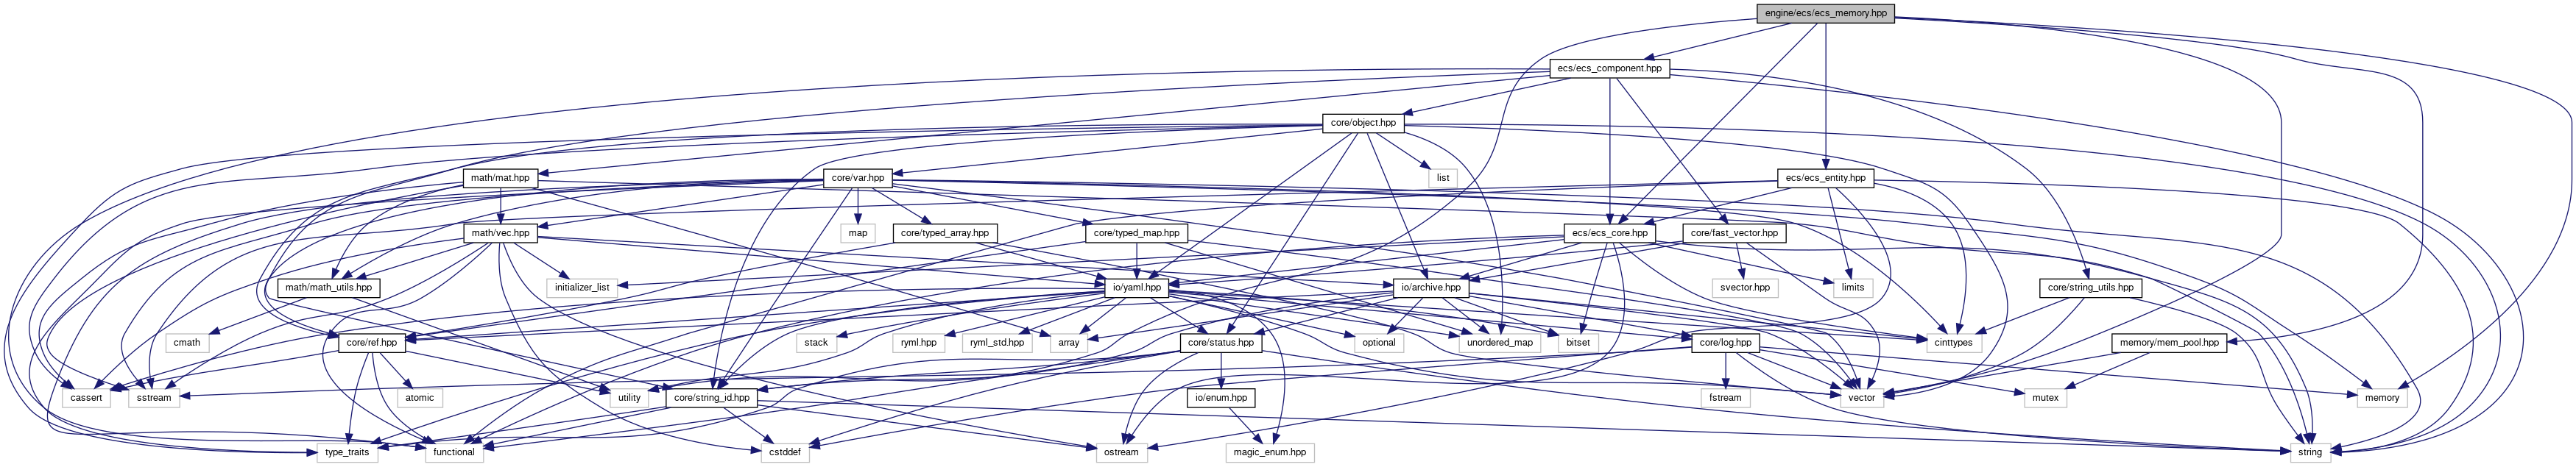 engine/ecs/ecs_memory.hpp
ecs/ecs_component.hpp
core/object.hpp
math/mat.hpp
core/var.hpp
list
ecs/ecs_entity.hpp
math/vec.hpp
map
core/typed_array.hpp
core/typed_map.hpp
ecs/ecs_core.hpp
core/fast_vector.hpp
math/math_utils.hpp
initializer_list
io/yaml.hpp
io/archive.hpp
svector.hpp
limits
core/string_utils.hpp
cmath
core/ref.hpp
stack
ryml.hpp
ryml_std.hpp
array
core/status.hpp
optional
unordered_map
bitset
core/log.hpp
cinttypes
memory/mem_pool.hpp
cassert
sstream
atomic
utility
core/string_id.hpp
io/enum.hpp
fstream
vector
mutex
memory
type_traits
functional
cstddef
ostream
magic_enum.hpp
string